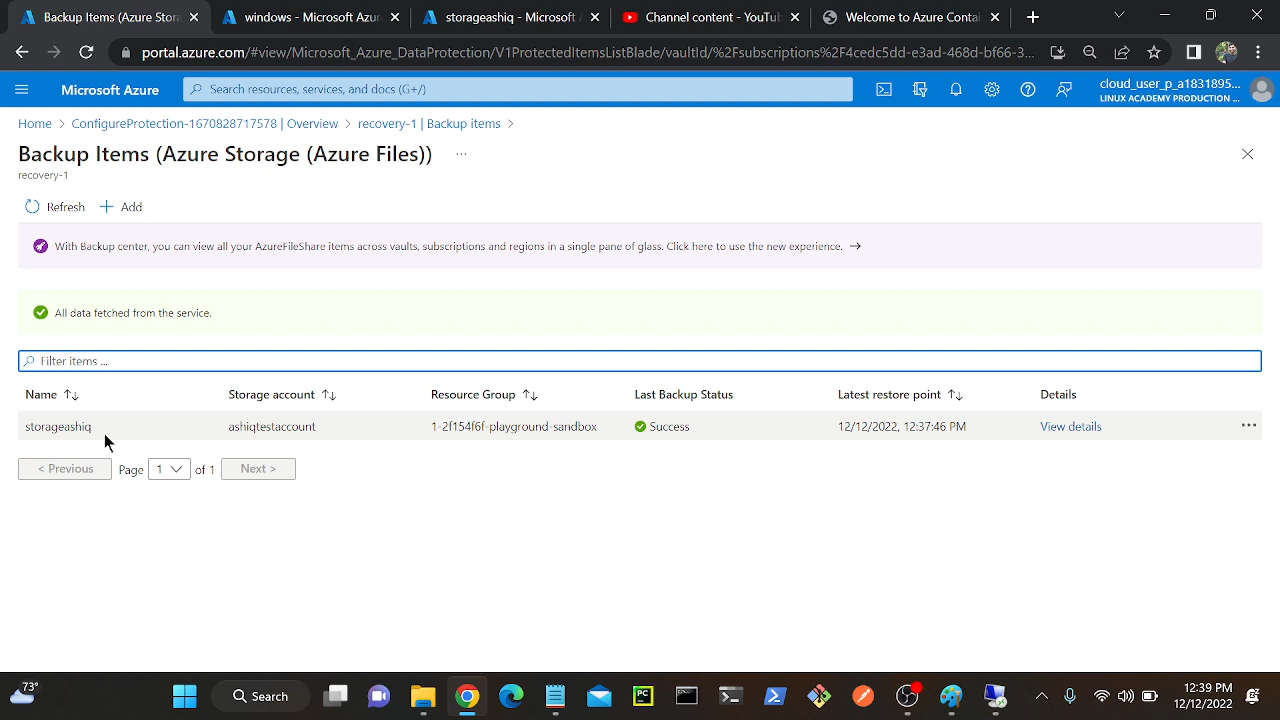 Backup Items (Azure Stora
windows - Microsoft Azur
storageashiq - Microsoft A
Channel content - YouTub
Welcome to Azure Contai
portal.azure.com/#view/Microsoft_Azure_DataProtection/V1ProtectedItemsListBlade/vaultId/%2Fsubscriptions%2F4cedc5dd-e3ad-468d-bf66-3...
Microsoft Azure
Search resources, services, and docs (G+/)
cloud_user_p_a1831895...
LINUX ACADEMY PRODUCTION ...
Home > ConfigureProtection-1670828717578 | Overview > recovery-1 | Backup items >
Backup Items (Azure Storage (Azure Files)) ...
recovery-1
Refresh + Add
With Backup center, you can view all your AzureFileShare items across vaults, subscriptions and regions in a single pane of glass. Click here to use the new experience. →
All data fetched from the service.
Filter items ...
Name ↑↓ Storage account ↑↓ Resource Group ↑↓ Last Backup Status Latest restore point ↑↓ Details
storageashiq ashiqtestaccount 1-2f154f6f-playground-sandbox Success 12/12/2022, 12:37:46 PM View details ...
< Previous Page 1 of 1 Next >
73°
Search
PC
12:39 PM
12/12/2022